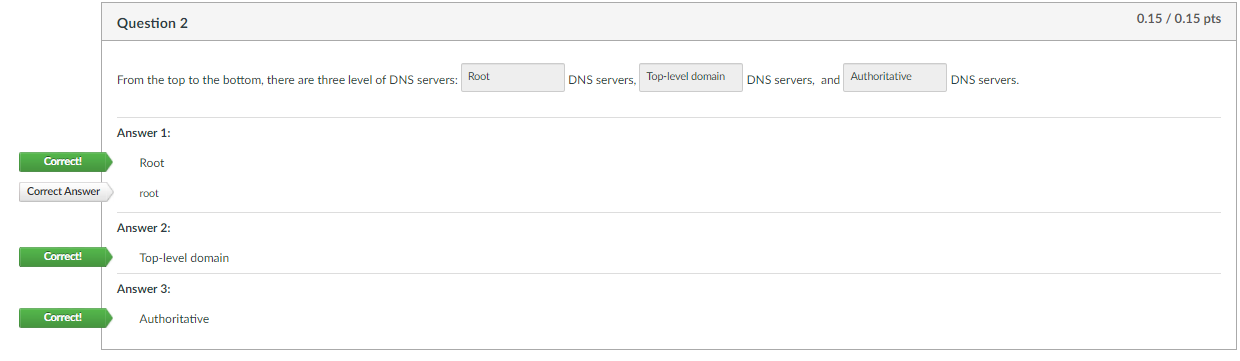 Question 2
0.15 / 0.15 pts
From the top to the bottom, there are three level of DNS servers: Root DNS servers, Top-level domain DNS servers, and Authoritative DNS servers.
Answer 1:
Correct! Root
Correct Answer root
Answer 2:
Correct! Top-level domain
Answer 3:
Correct! Authoritative